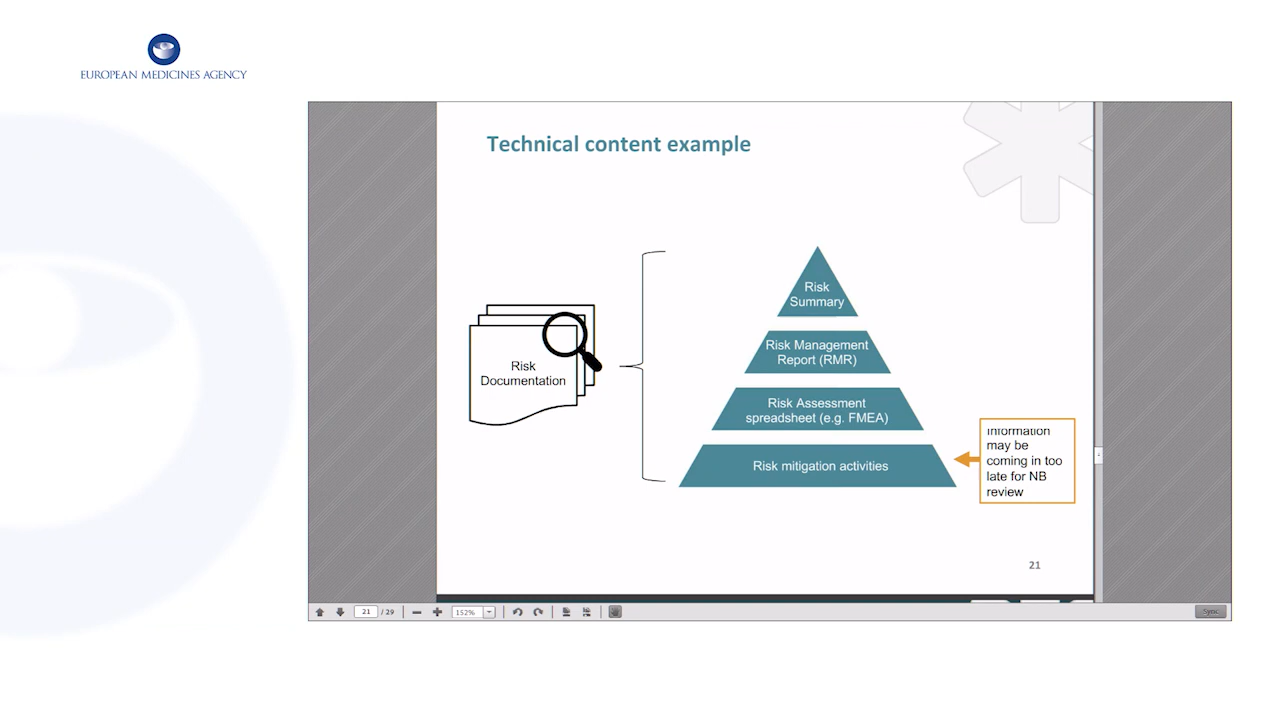 EUROPEAN MEDICINES AGENCY
Technical content example
Risk
Summary
Risk Management
Report (RMR)
Risk
Documentation
Risk Assessment
spreadsheet (e.g. FMEA)
Information
may be
coming in too
late for NB
review
Risk mitigation activities
21
21 / 29
152%
Sync